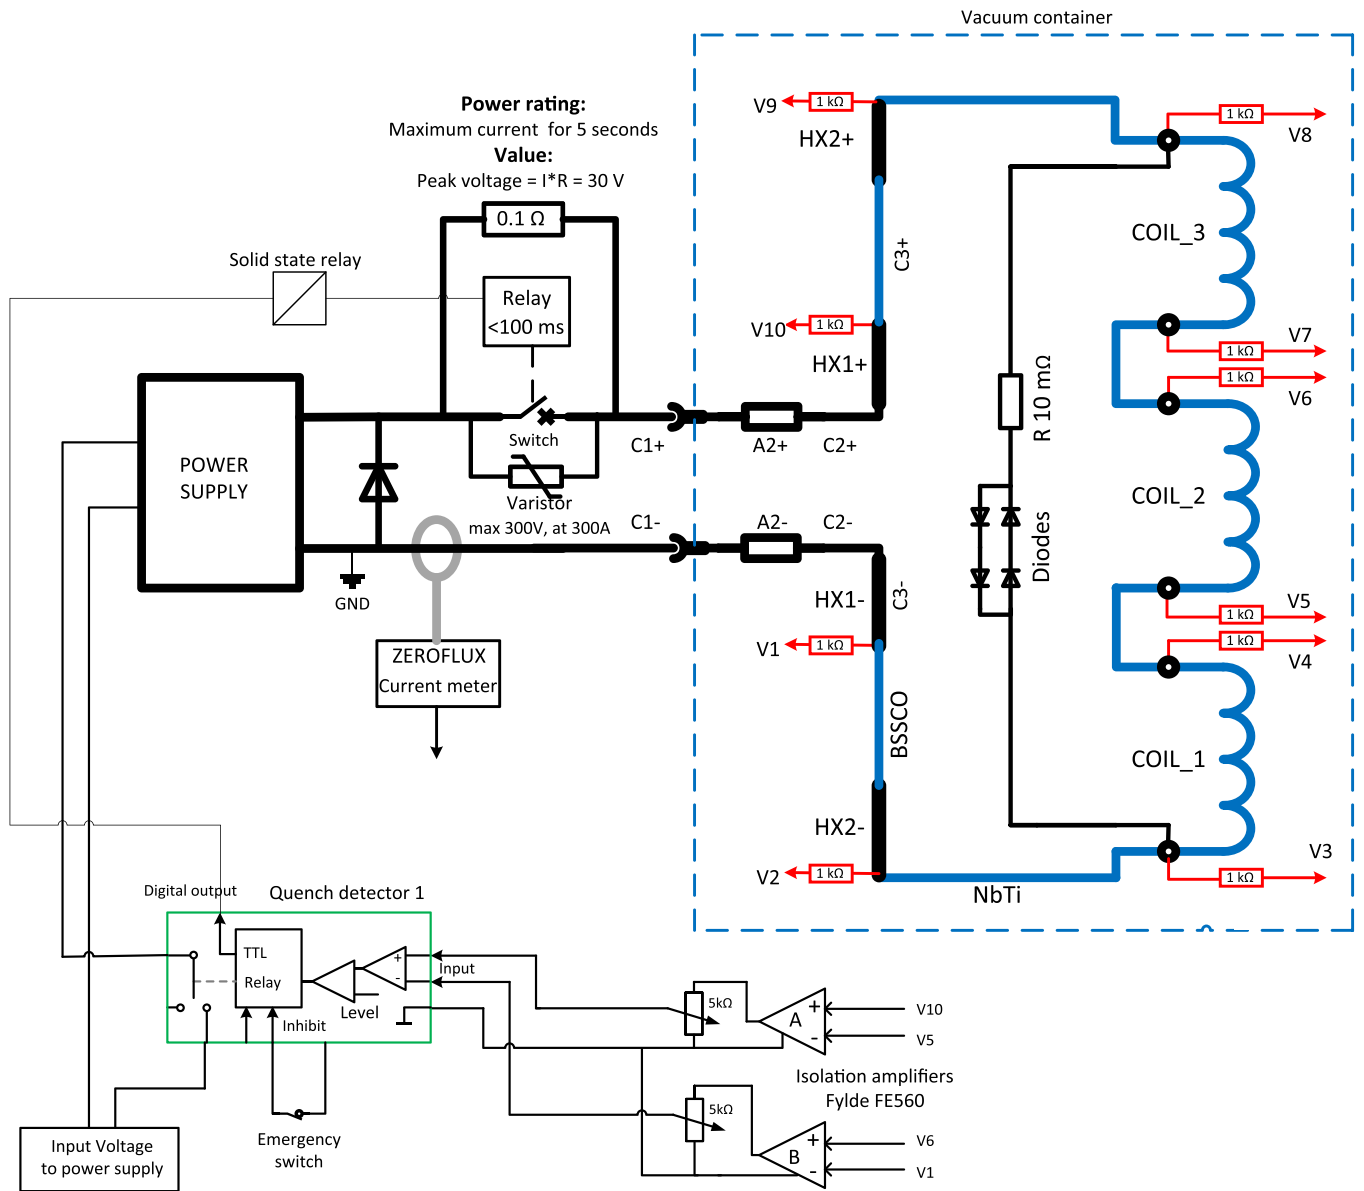 Vacuum container
Power rating:
Maximum current for 5 seconds
Value:
Peak voltage = I*R = 30 V
0.1 Ω
Solid state relay
Relay
<100 ms
Switch
Varistor
max 300V, at 300A
POWER
SUPPLY
GND
ZEROFLUX
Current meter
C1+
A2+
C2+
C1-
A2-
C2-
V9
1 kΩ
HX2+
C3+
V10
1 kΩ
HX1+
HX1-
C3-
V1
1 kΩ
BSSCO
HX2-
V2
1 kΩ
NbTi
R 10 mΩ
Diodes
1 kΩ
V8
COIL_3
V7
1 kΩ
1 kΩ
V6
COIL_2
V5
1 kΩ
1 kΩ
V4
COIL_1
V3
1 kΩ
Digital output
Quench detector 1
TTL
Relay
+
-
Input
Level
Inhibit
Emergency
switch
Input Voltage
to power supply
5kΩ
A
+
-
V10
V5
Isolation amplifiers
Fylde FE560
5kΩ
B
+
-
V6
V1